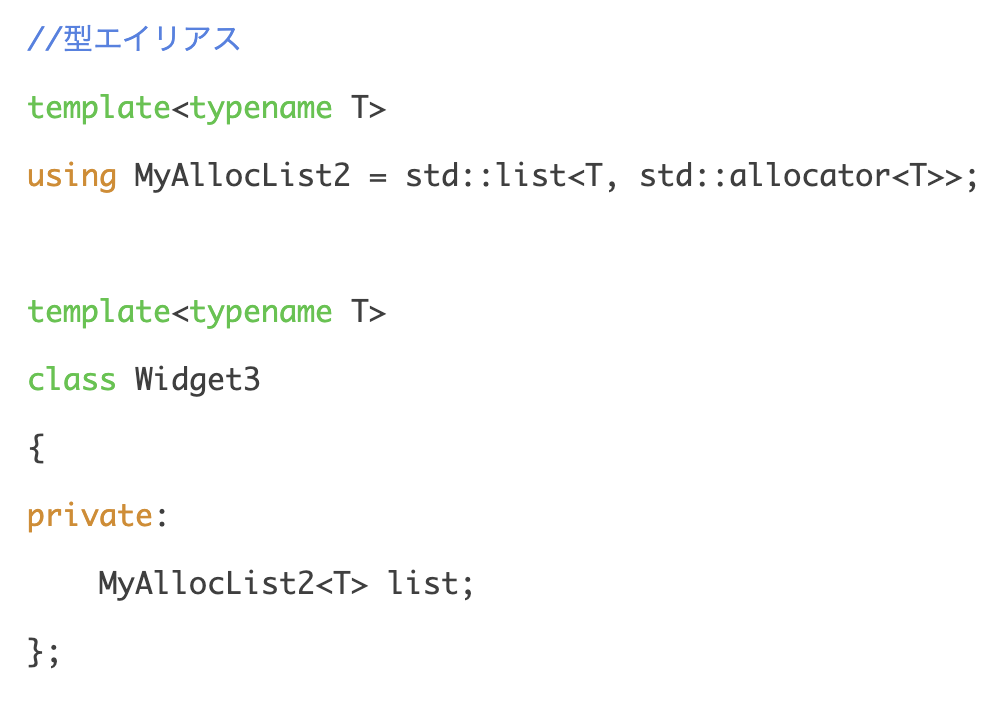 //型エイリアス
template<typename T>
using MyAllocList2 = std::list<T, std::allocator<T>>;
template<typename T>
class Widget3
{
private:
    MyAllocList2<T> list;
};